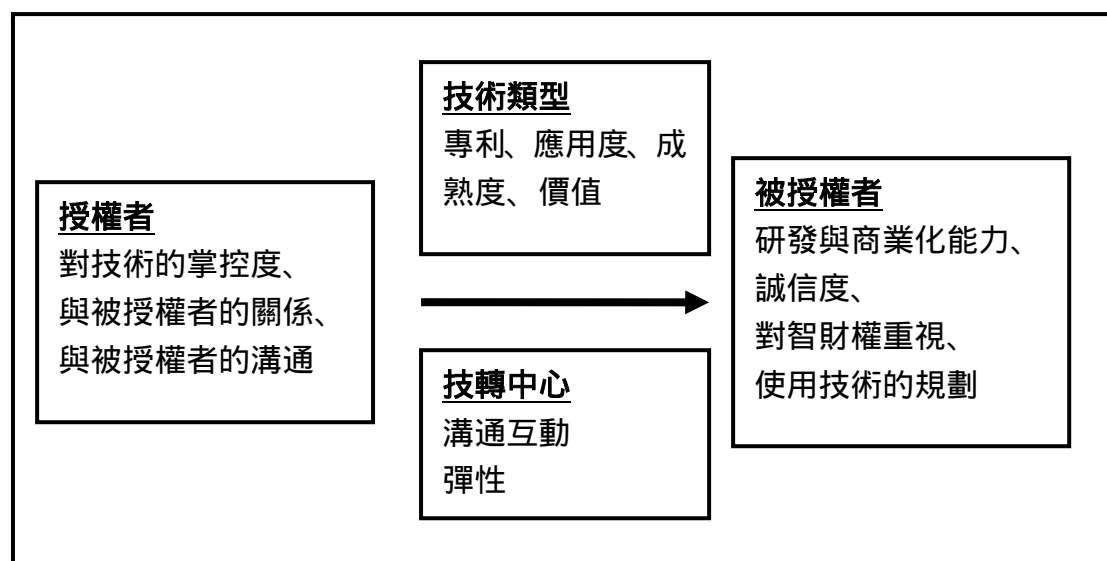 授權者
對技術的掌控度、
與被授權者的關係、
與被授權者的溝通
技術類型
專利、應用度、成
熟度、價值
技轉中心
溝通互動
彈性
被授權者
研發與商業化能力、
誠信度、
對智財權重視、
使用技術的規劃